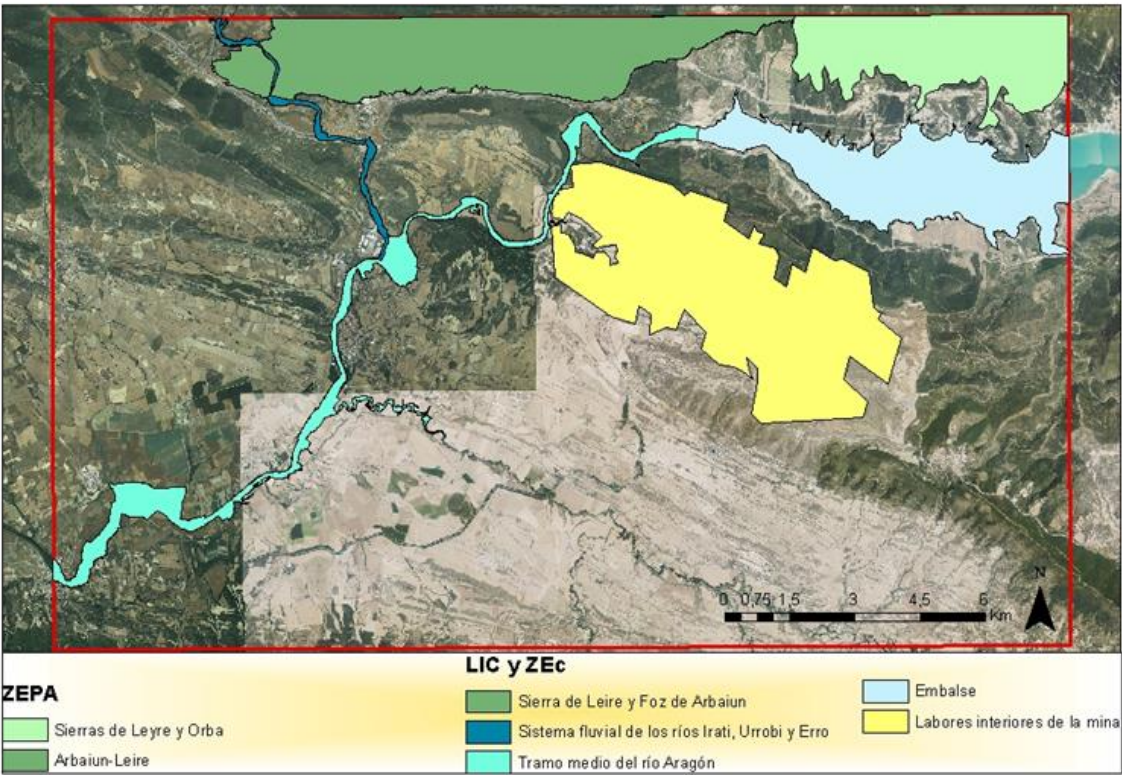 N
0 0,75 1,5 3 4,5 6
Km
ZEPA
Sierras de Leyre y Orba
Arbaiun-Leire
LIC y ZEc
Sierra de Leire y Foz de Arbaiun
Sistema fluvial de los ríos Irati, Urrobi y Erro
Tramo medio del río Aragón
Embalse
Labores interiores de la mina